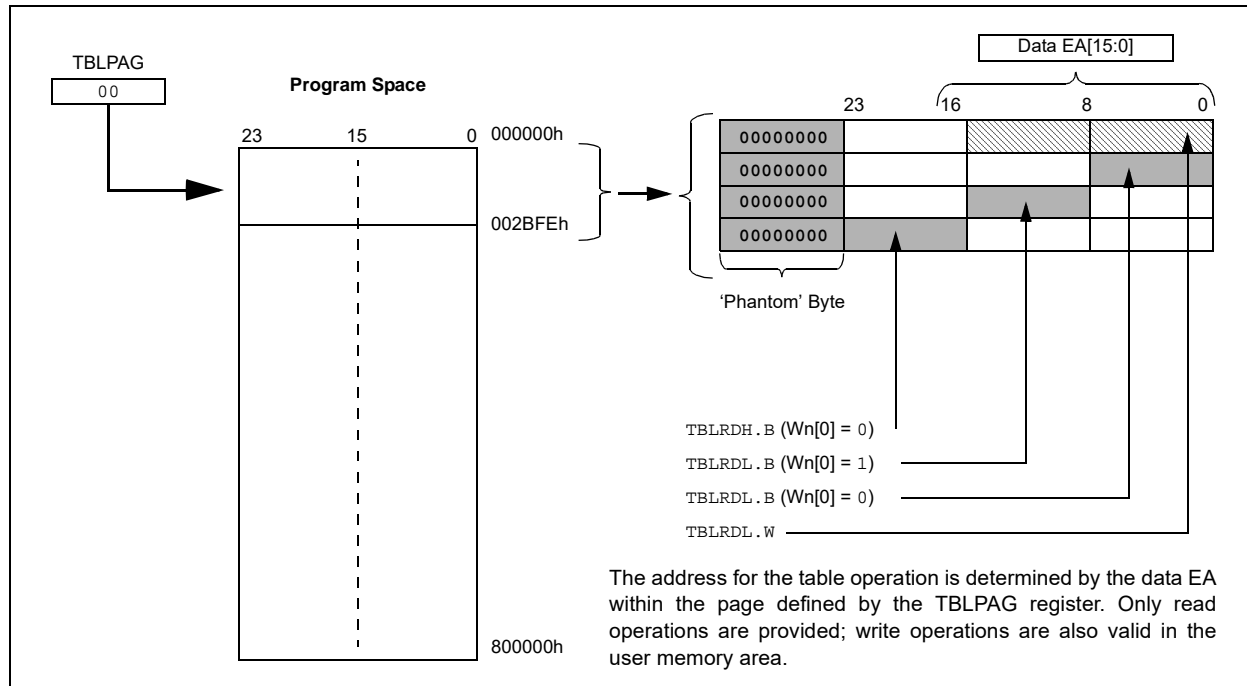 TBLPAG
00
Program Space
23 15 0
000000h
002BFEh
800000h
Data EA[15:0]
23 16 8 0
00000000
00000000
00000000
00000000
‘Phantom’ Byte
TBLRDH.B (Wn[0] = 0)
TBLRDL.B (Wn[0] = 1)
TBLRDL.B (Wn[0] = 0)
TBLRDL.W
The address for the table operation is determined by the data EA
within the page defined by the TBLPAG register. Only read
operations are provided; write operations are also valid in the
user memory area.